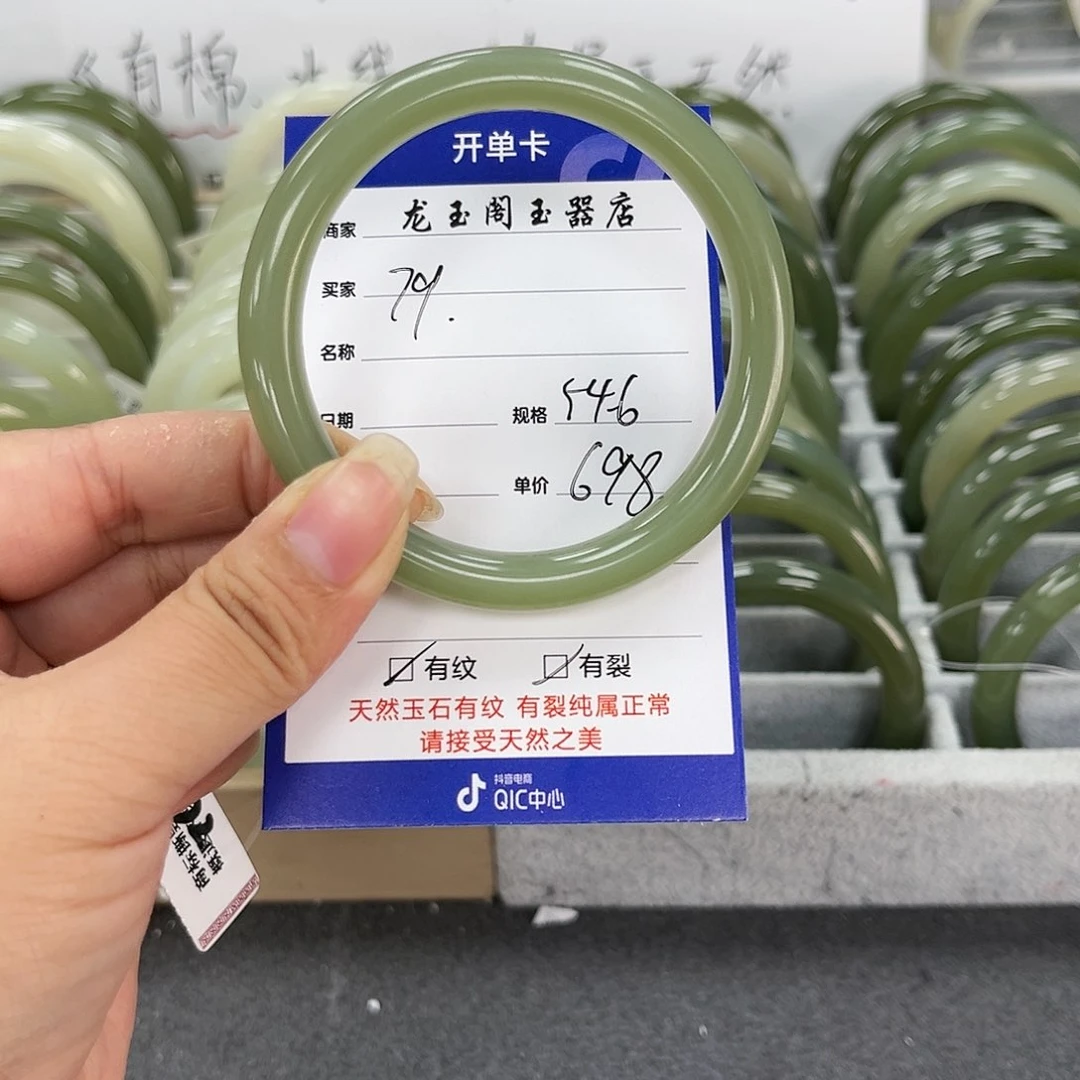 有棉
开单卡
商家 龙玉阁玉器店
买家
名称
日期 规格 546
单价 698
有纹 有裂
天然玉石有纹 有裂纯属正常
请接受天然之美
抖音电商
QIC中心